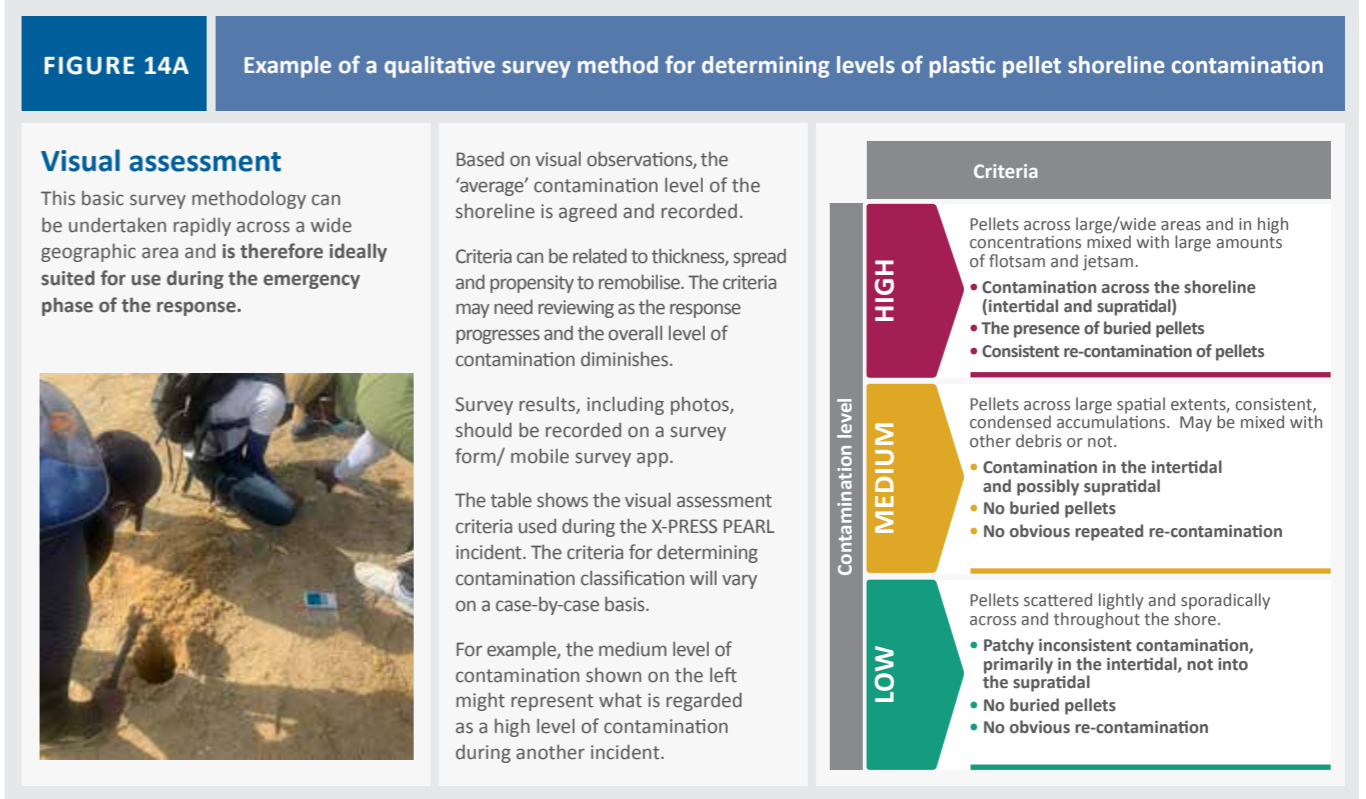 FIGURE 14A
Example of a qualitative survey method for determining levels of plastic pellet shoreline contamination
Visual assessment
This basic survey methodology can
be undertaken rapidly across a wide
geographic area and is therefore ideally
suited for use during the emergency
phase of the response.
Based on visual observations, the
‘average’ contamination level of the
shoreline is agreed and recorded.
Criteria can be related to thickness, spread
and propensity to remobilise. The criteria
may need reviewing as the response
progresses and the overall level of
contamination diminishes.
Survey results, including photos,
should be recorded on a survey
form/ mobile survey app.
The table shows the visual assessment
criteria used during the X-PRESS PEARL
incident. The criteria for determining
contamination classification will vary
on a case-by-case basis.
For example, the medium level of
contamination shown on the left
might represent what is regarded
as a high level of contamination
during another incident.
Criteria
Contamination level
HIGH
Pellets across large/wide areas and in high
concentrations mixed with large amounts
of flotsam and jetsam.
• Contamination across the shoreline
(intertidal and supratidal)
• The presence of buried pellets
• Consistent re-contamination of pellets
MEDIUM
Pellets across large spatial extents, consistent,
condensed accumulations. May be mixed with
other debris or not.
• Contamination in the intertidal
and possibly supratidal
• No buried pellets
• No obvious repeated re-contamination
LOW
Pellets scattered lightly and sporadically
across and throughout the shore.
• Patchy inconsistent contamination,
primarily in the intertidal, not into
the supratidal
• No buried pellets
• No obvious re-contamination